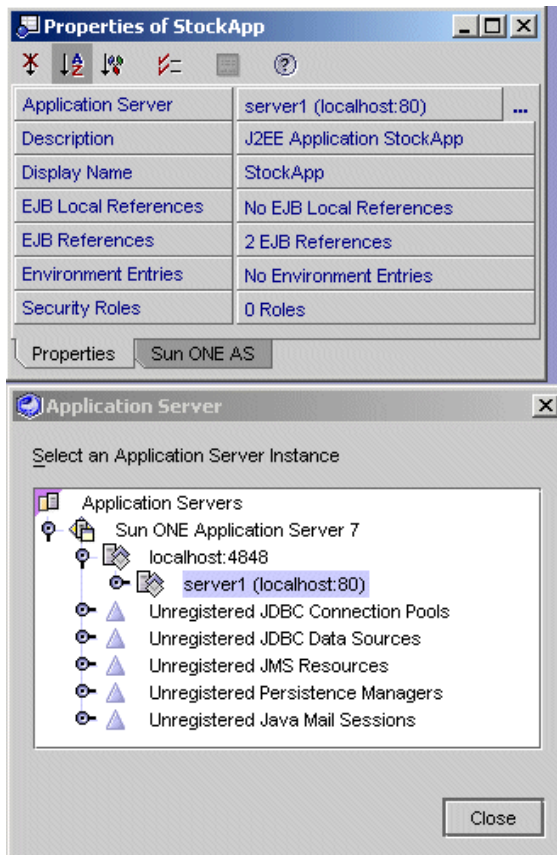 Properties of StockApp
Application Server server1 (localhost:80) ...
Description J2EE Application StockApp
Display Name StockApp
EJB Local References No EJB Local References
EJB References 2 EJB References
Environment Entries No Environment Entries
Security Roles 0 Roles
Properties Sun ONE AS
Application Server
Select an Application Server Instance
Application Servers
Sun ONE Application Server 7
localhost:4848
server1 (localhost:80)
Unregistered JDBC Connection Pools
Unregistered JDBC Data Sources
Unregistered JMS Resources
Unregistered Persistence Managers
Unregistered Java Mail Sessions
Close